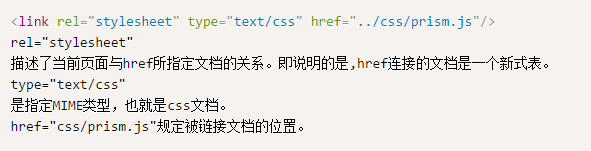 <link rel="stylesheet" type="text/css" href="../css/prism.js"/>
rel="stylesheet"
描述了当前页面与href所指定文档的关系。即说明的是,href连接的文档是一个新式表。
type="text/css"
是指定MIME类型，也就是css文档。
href="css/prism.js"规定被链接文档的位置。